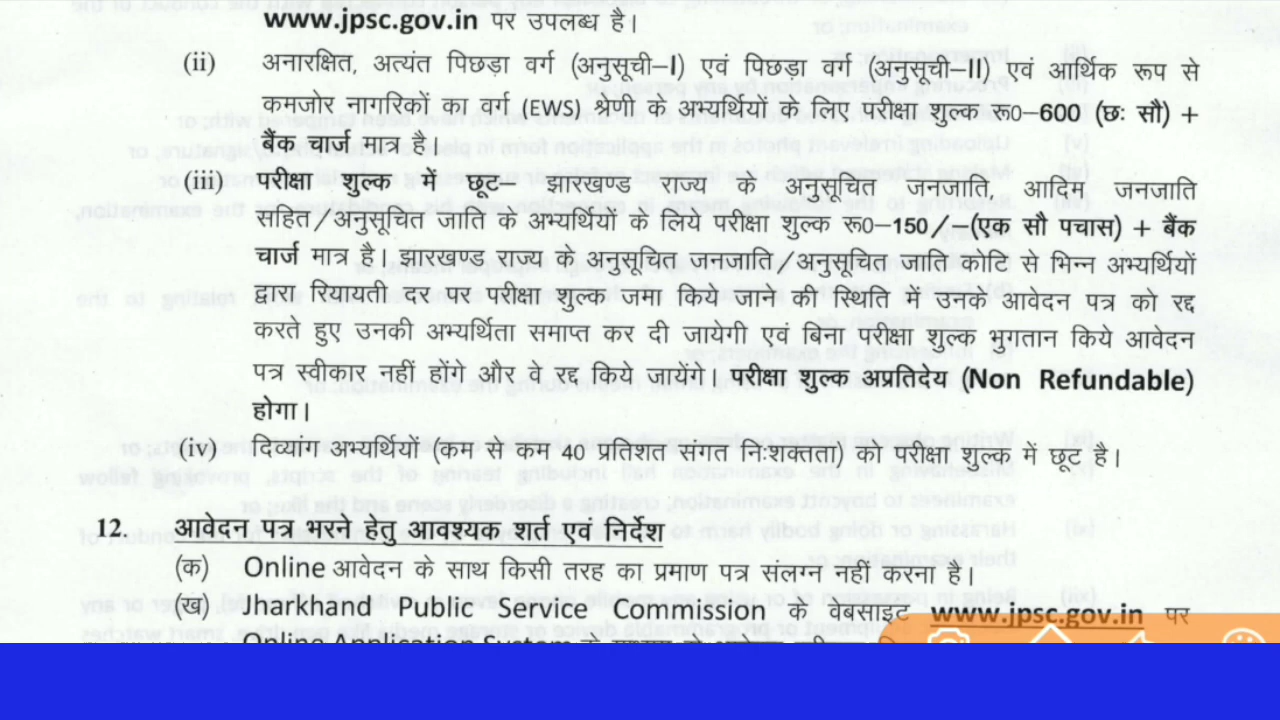 www.jpsc.gov.in पर उपलब्ध है।
(ii) अनारक्षित, अत्यंत पिछड़ा वर्ग (अनुसूची–I) एवं पिछड़ा वर्ग (अनुसूची–II) एवं आर्थिक रूप से
कमजोर नागरिकों का वर्ग (EWS) श्रेणी के अभ्यर्थियों के लिए परीक्षा शुल्क रू0–600 (छः सौ) +
बैंक चार्ज मात्र है।
(iii) परीक्षा शुल्क में छूट– झारखण्ड राज्य के अनुसूचित जनजाति, आदिम जनजाति
सहित/अनुसूचित जाति के अभ्यर्थियों के लिये परीक्षा शुल्क रू0–150/–(एक सौ पचास) + बैंक
चार्ज मात्र है। झारखण्ड राज्य के अनुसूचित जनजाति/अनुसूचित जाति कोटि से भिन्न अभ्यर्थियों
द्वारा रियायती दर पर परीक्षा शुल्क जमा किये जाने की स्थिति में उनके आवेदन पत्र को रद्द
करते हुए उनकी अभ्यर्थिता समाप्त कर दी जायेगी एवं बिना परीक्षा शुल्क भुगतान किये आवेदन
पत्र स्वीकार नहीं होंगे और वे रद्द किये जायेंगे। परीक्षा शुल्क अप्रतिदेय (Non Refundable)
होगा।
(iv) दिव्यांग अभ्यर्थियों (कम से कम 40 प्रतिशत संगत निःशक्तता) को परीक्षा शुल्क में छूट है।
12. आवेदन पत्र भरने हेतु आवश्यक शर्त्त एवं निर्देश
(क) Online आवेदन के साथ किसी तरह का प्रमाण पत्र संलग्न नहीं करना है।
(ख) Jharkhand Public Service Commission के वेबसाइट www.jpsc.gov.in पर
Online Application System के